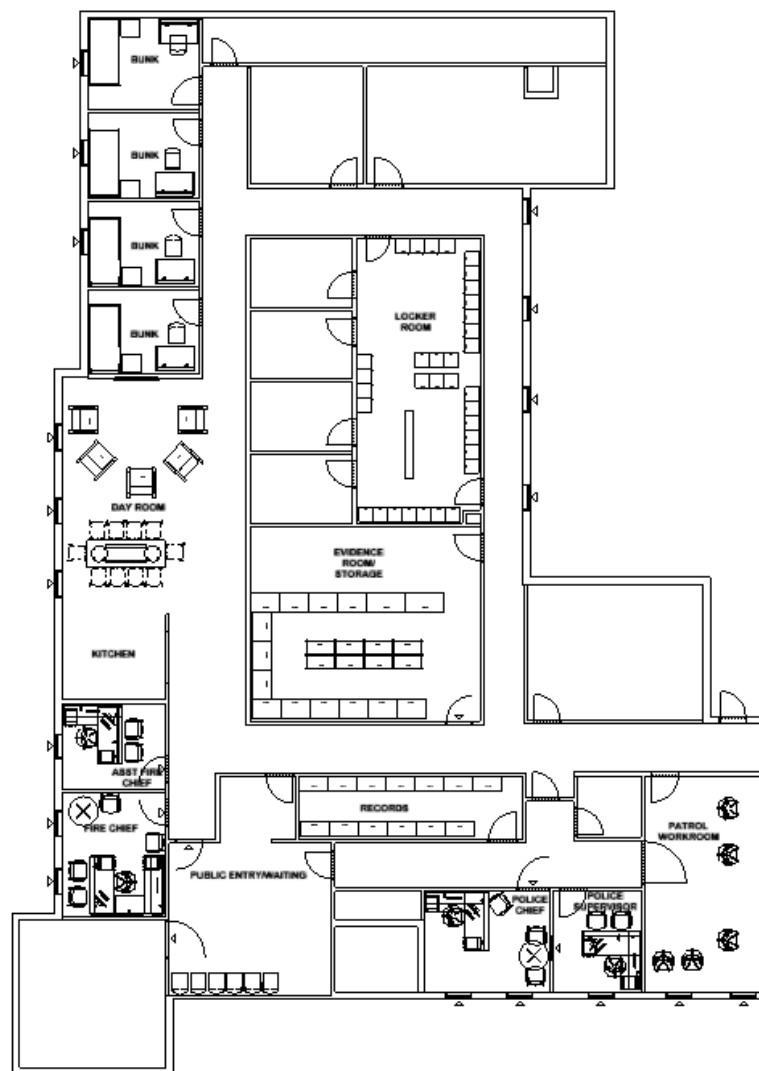 BUNK
BUNK
BUNK
BUNK
LOCKER
ROOM
DAY ROOM
EVIDENCE
ROOM/
STORAGE
KITCHEN
ASST FIRE
CHIEF
FIRE CHIEF
RECORDS
PATROL
WORKROOM
PUBLIC ENTRY/WAITING
POLICE
CHIEF
POLICE
SUPERVISOR